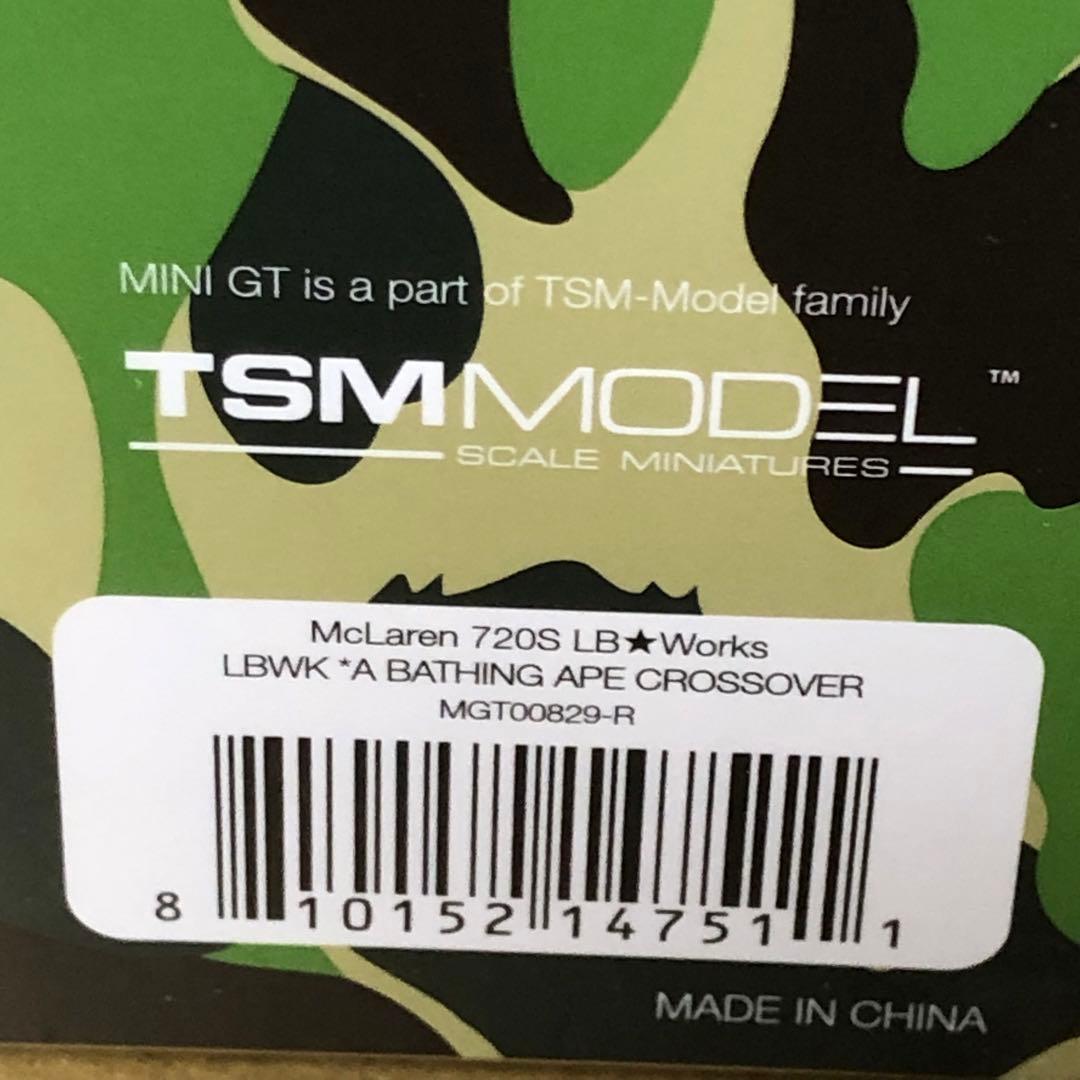 MINI GT is a part of TSM-Model family
TSMMODEL™
SCALE MINIATURES
McLaren 720S LB★Works
LBWK *A BATHING APE CROSSOVER
MGT00829-R
8 10152 14751 1
MADE IN CHINA